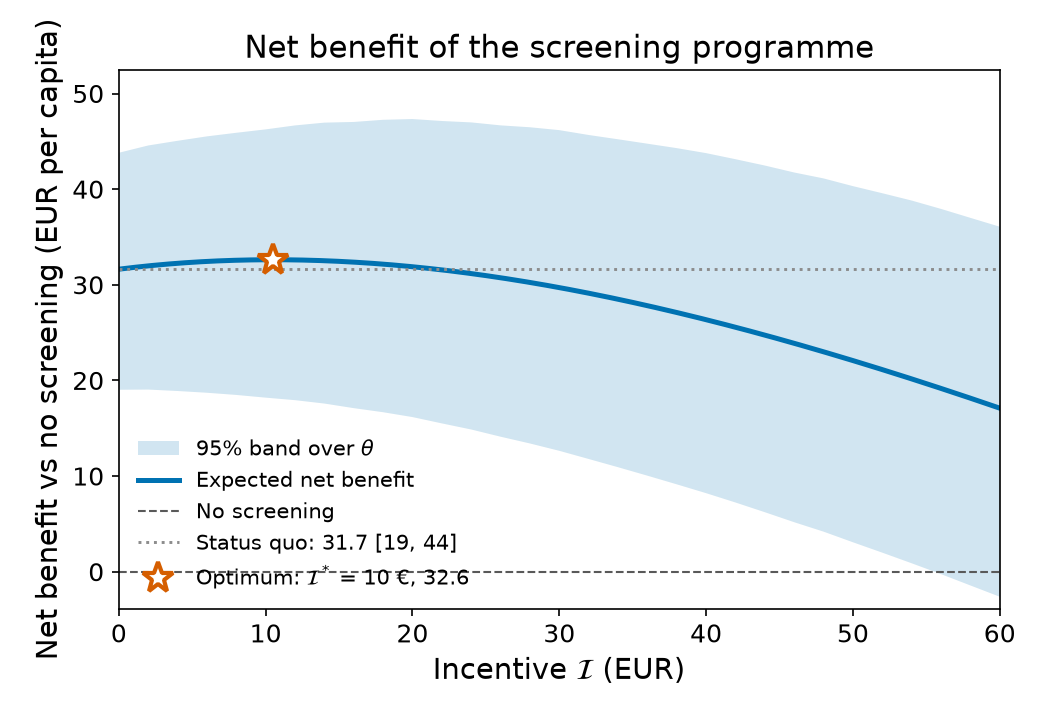 Net benefit of the screening programme
Net benefit vs no screening (EUR per capita)
50
40
30
20
10
0
95% band over θ
Expected net benefit
No screening
Status quo: 31.7 [19, 44]
Optimum: ℐ* = 10 €, 32.6
0 10 20 30 40 50 60
Incentive ℐ (EUR)